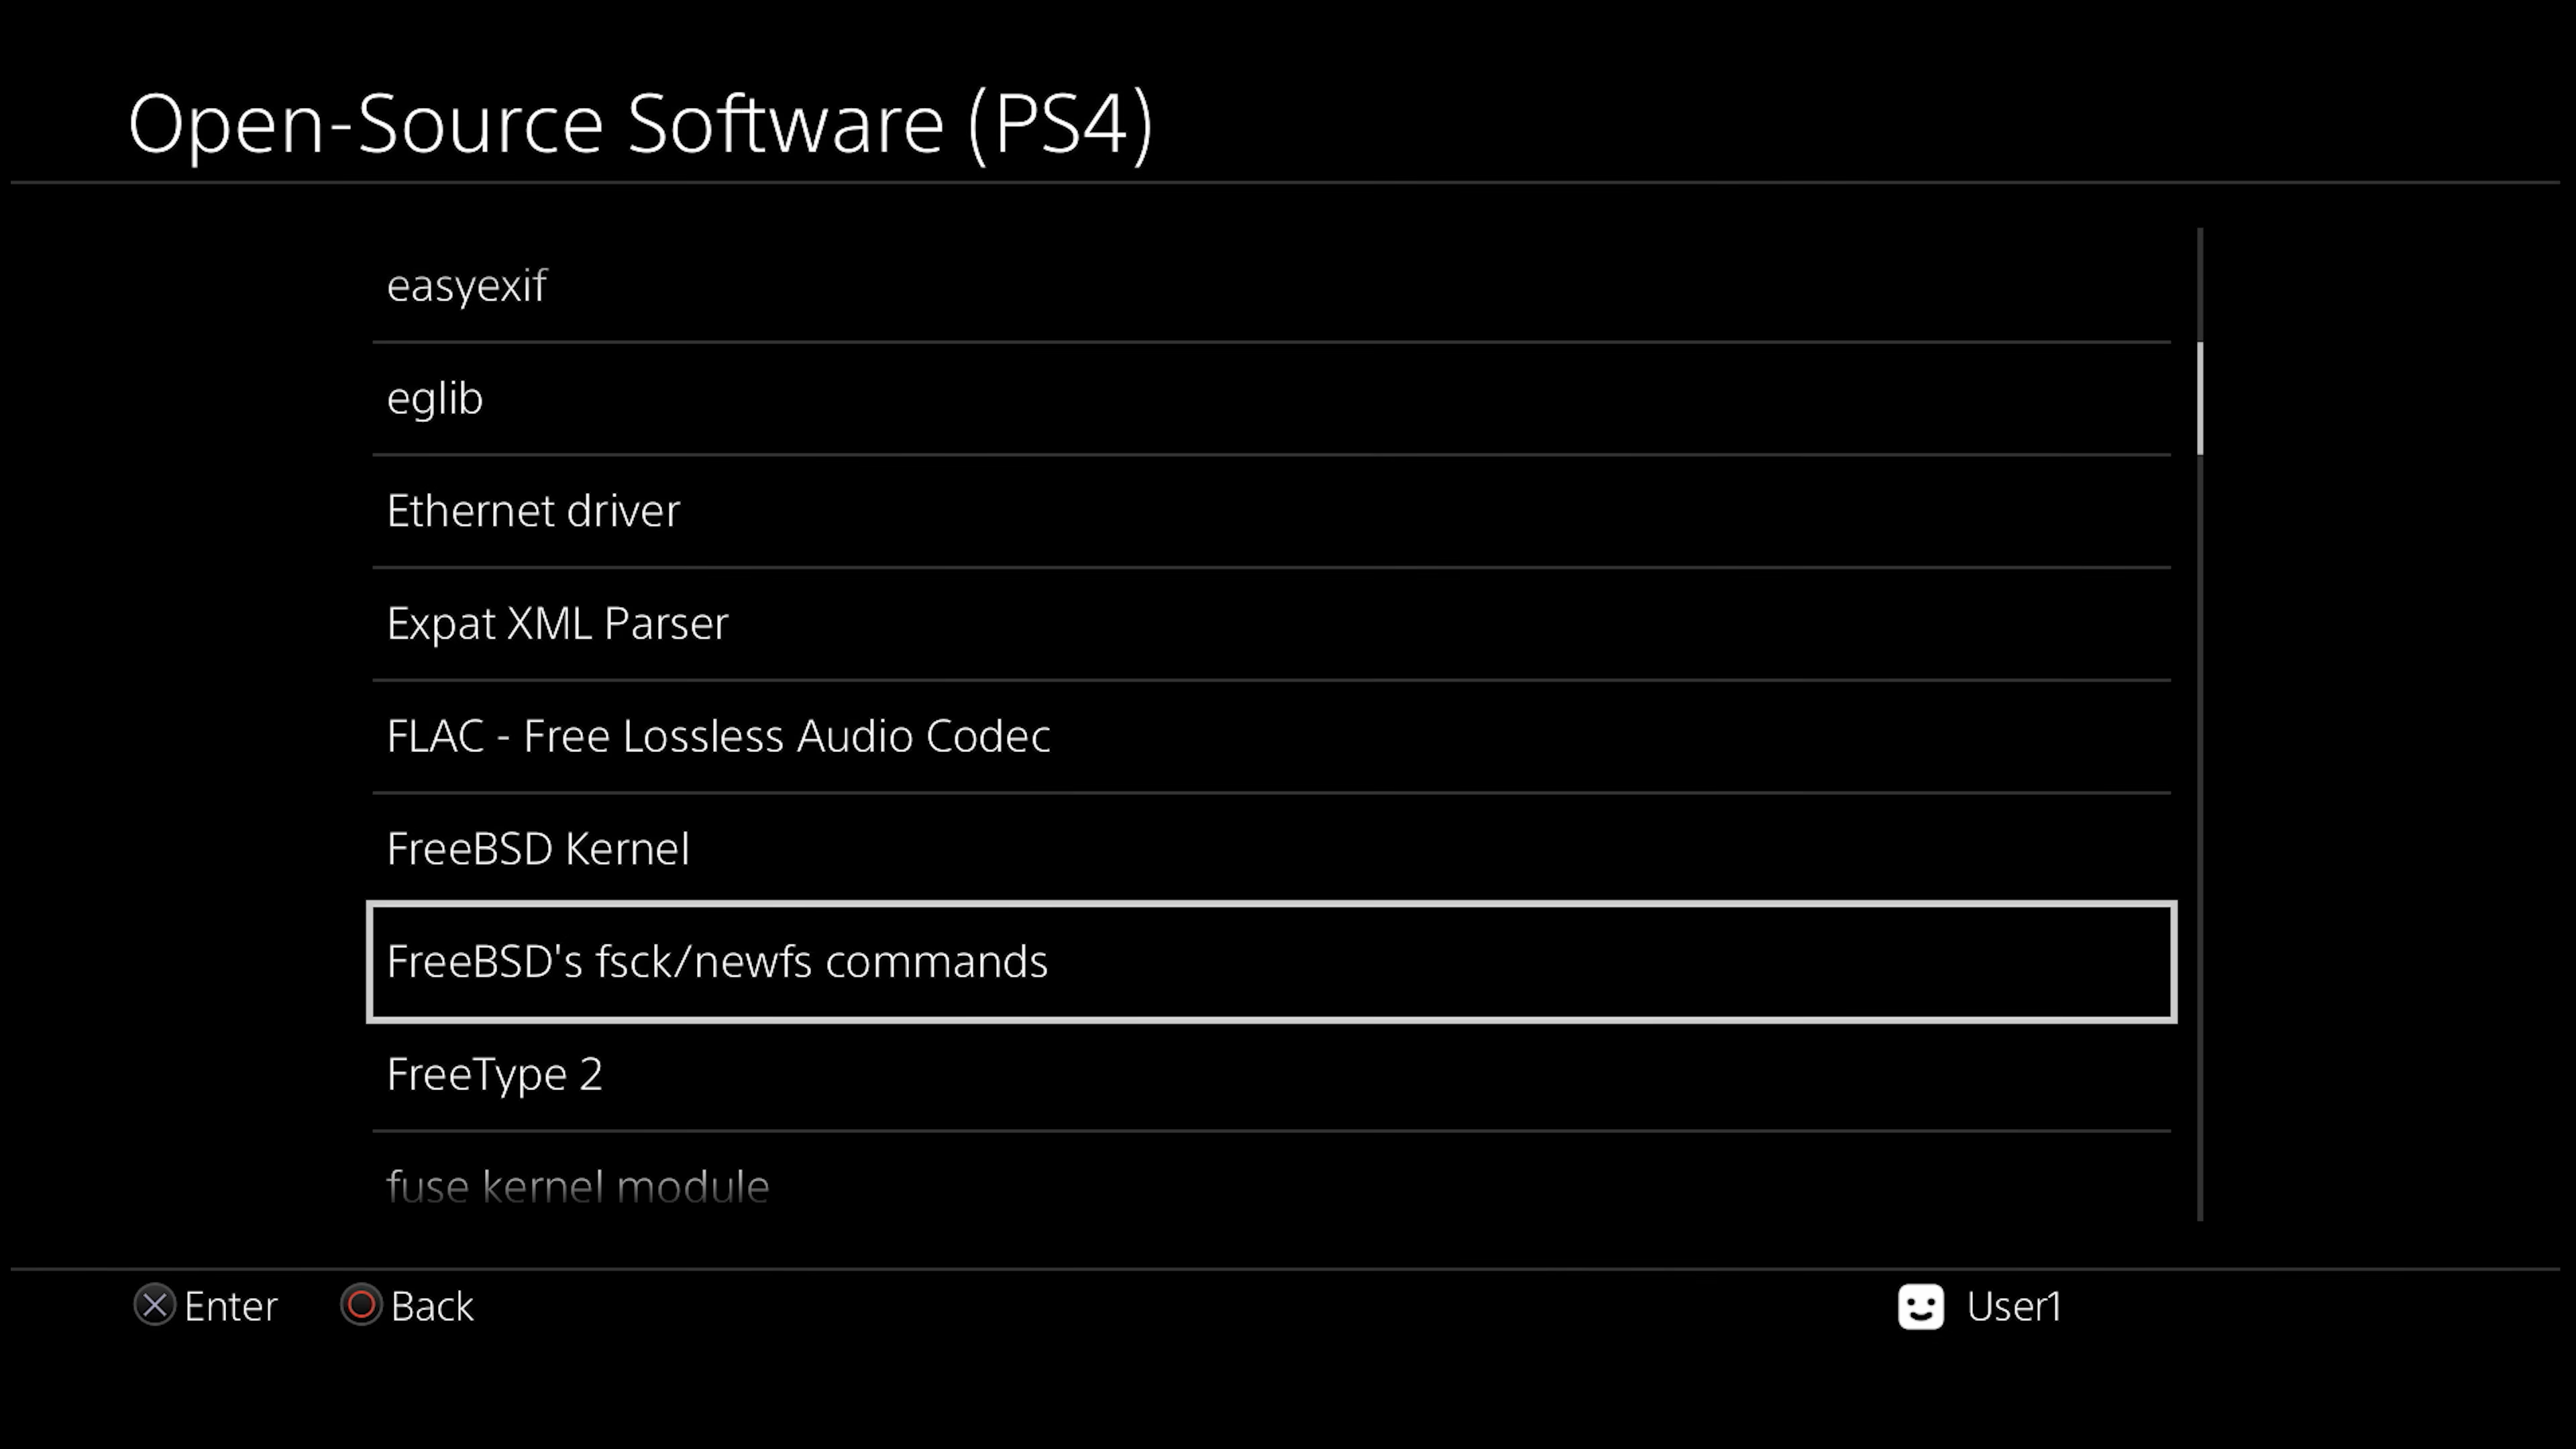 Open-Source Software (PS4)
easyexif
eglib
Ethernet driver
Expat XML Parser
FLAC - Free Lossless Audio Codec
FreeBSD Kernel
FreeBSD's fsck/newfs commands
FreeType 2
fuse kernel module
Enter Back User1